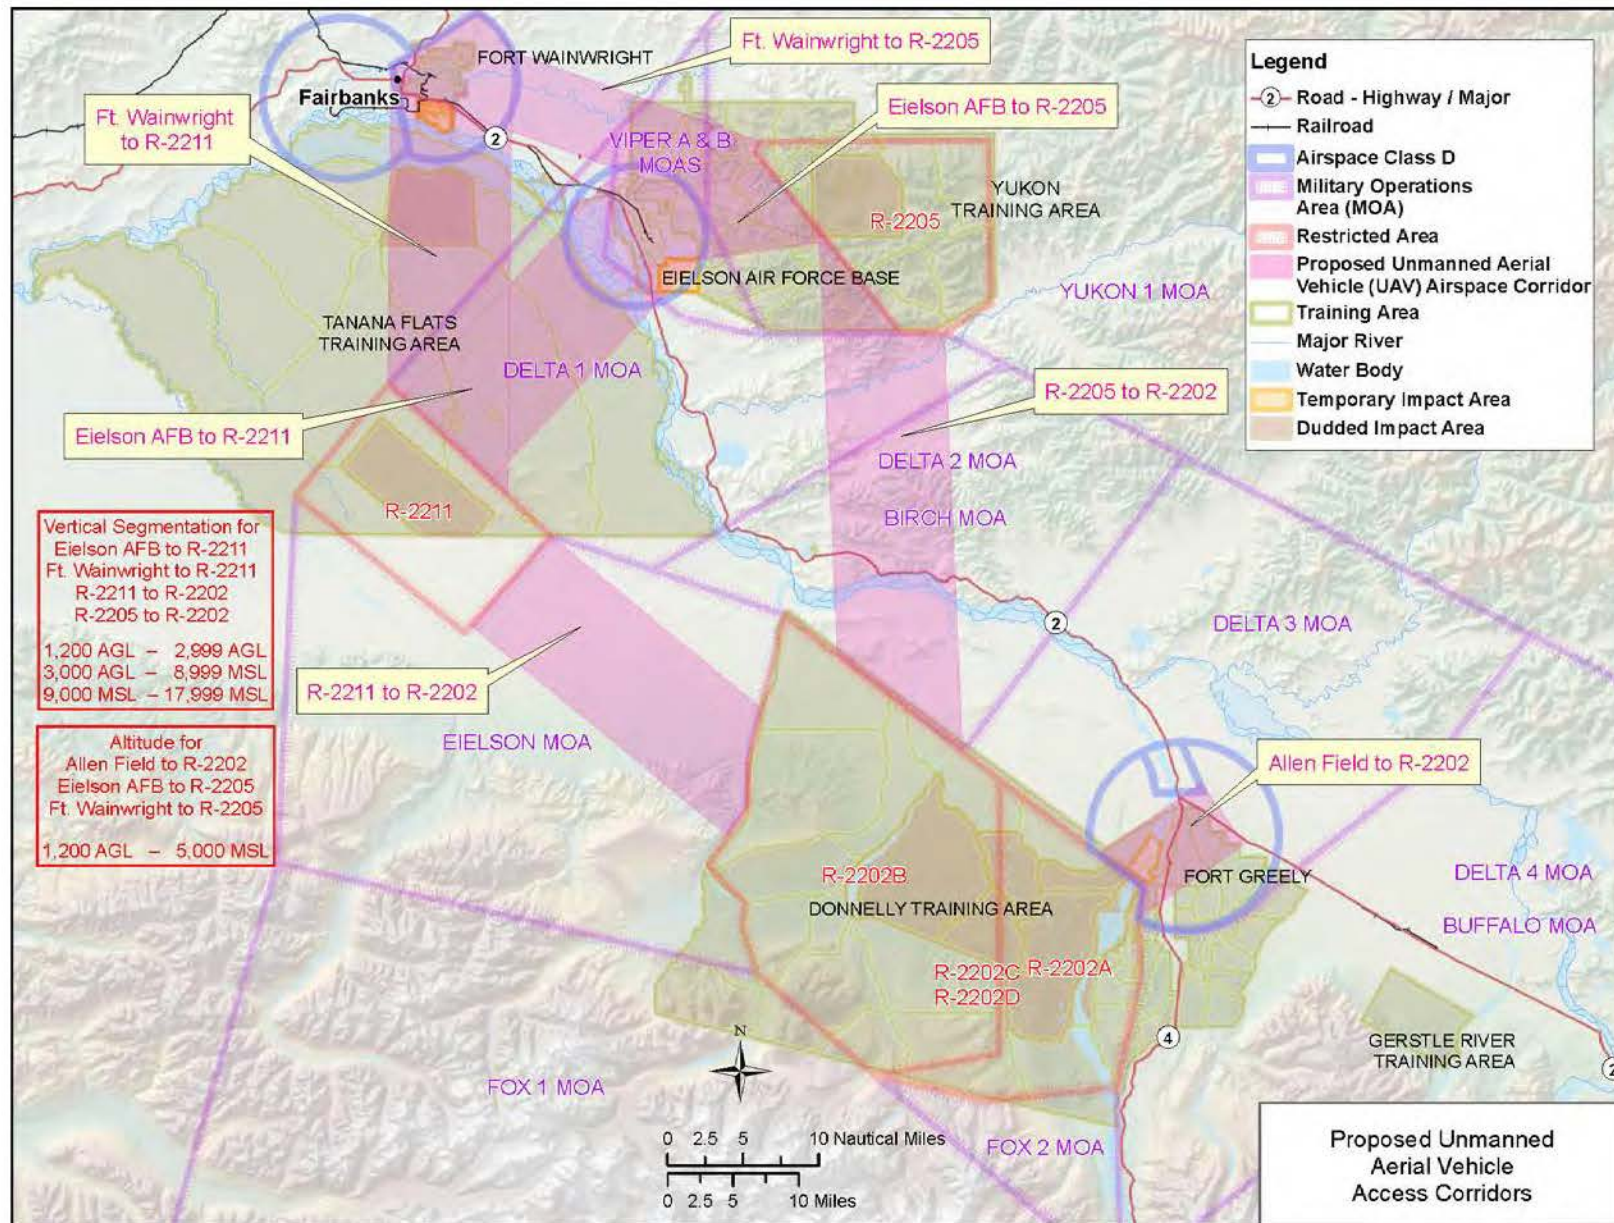 Ft. Wainwright to R-2205
FORT WAINWRIGHT
Fairbanks
Ft. Wainwright
to R-2211
Eielson AFB to R-2205
2
VIPER A & B
MOAS
YUKON
TRAINING AREA
R-2205
EIELSON AIR FORCE BASE
YUKON 1 MOA
TANANA FLATS
TRAINING AREA
DELTA 1 MOA
R-2205 to R-2202
Eielson AFB to R-2211
DELTA 2 MOA
R-2211
BIRCH MOA
Legend
2 Road - Highway / Major
Railroad
Airspace Class D
Military Operations
Area (MOA)
Restricted Area
Proposed Unmanned Aerial
Vehicle (UAV) Airspace Corridor
Training Area
Major River
Water Body
Temporary Impact Area
Dudded Impact Area
Vertical Segmentation for
Eielson AFB to R-2211
Ft. Wainwright to R-2211
R-2211 to R-2202
R-2205 to R-2202
1,200 AGL – 2,999 AGL
3,000 AGL – 8,999 MSL
9,000 MSL – 17,999 MSL
Altitude for
Allen Field to R-2202
Eielson AFB to R-2205
Ft. Wainwright to R-2205
1,200 AGL – 5,000 MSL
2
DELTA 3 MOA
R-2211 to R-2202
EIELSON MOA
Allen Field to R-2202
R-2202B
FORT GREELY
DELTA 4 MOA
DONNELLY TRAINING AREA
BUFFALO MOA
R-2202C
R-2202A
R-2202D
4
GERSTLE RIVER
TRAINING AREA
2
N
FOX 1 MOA
FOX 2 MOA
0 2.5 5 10 Nautical Miles
0 2.5 5 10 Miles
Proposed Unmanned
Aerial Vehicle
Access Corridors